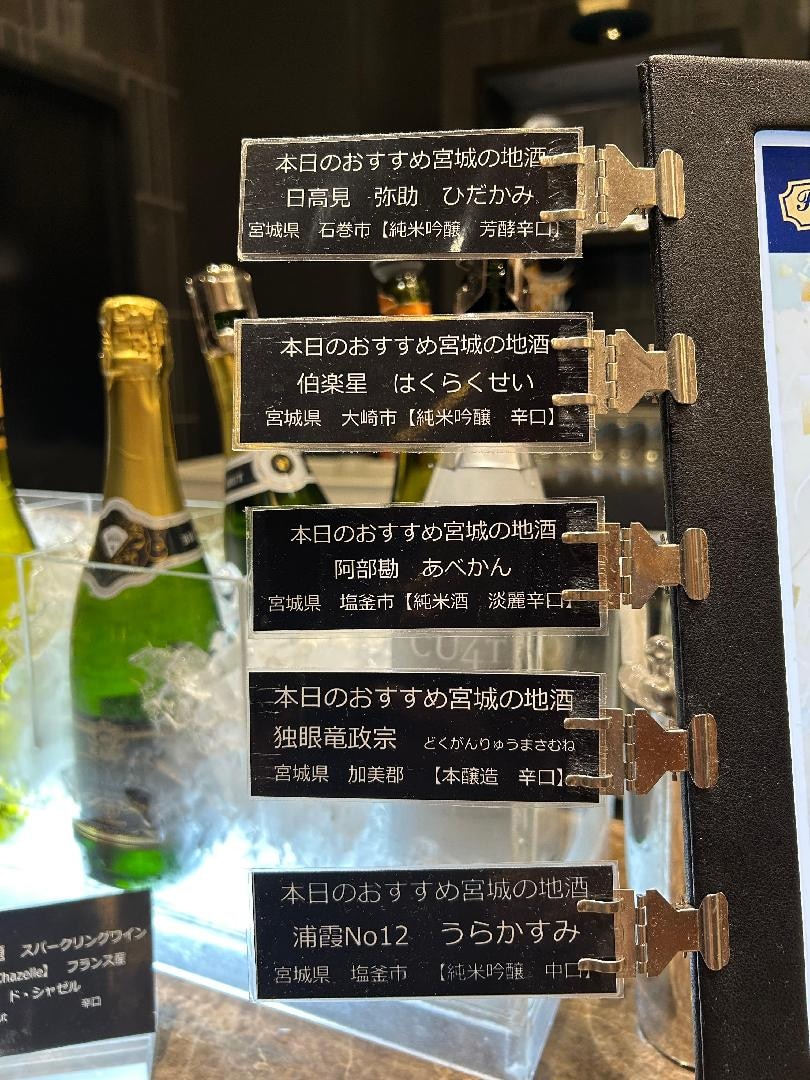 本日のおすすめ宮城の地酒
日高見 弥助 ひだかみ
宮城県 石巻市【純米吟醸 芳酵辛口】
本日のおすすめ宮城の地酒
伯楽星 はくらくせい
宮城県 大崎市【純米吟醸 辛口】
本日のおすすめ宮城の地酒
阿部勘 あべかん
宮城県 塩釜市【純米酒 淡麗辛口】
本日のおすすめ宮城の地酒
独眼竜政宗 どくがんりゅうまさむね
宮城県 加美郡 【本醸造 辛口】
本日のおすすめ宮城の地酒
浦霞No12 うらかすみ
宮城県 塩釜市 【純米吟醸 中口】
スパークリングワイン
Chazelle】 フランス産
ド・シャゼル
辛口